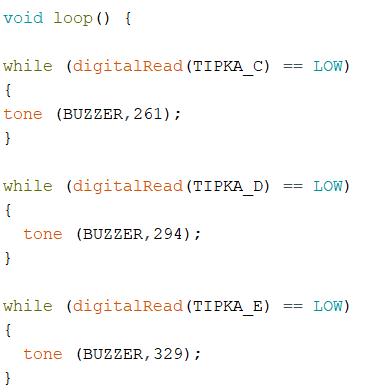 void loop() {
while (digitalRead(TIPKA_C) == LOW)
{
tone (BUZZER,261);
}
while (digitalRead(TIPKA_D) == LOW)
{
tone (BUZZER,294);
}
while (digitalRead(TIPKA_E) == LOW)
{
tone (BUZZER,329);
}